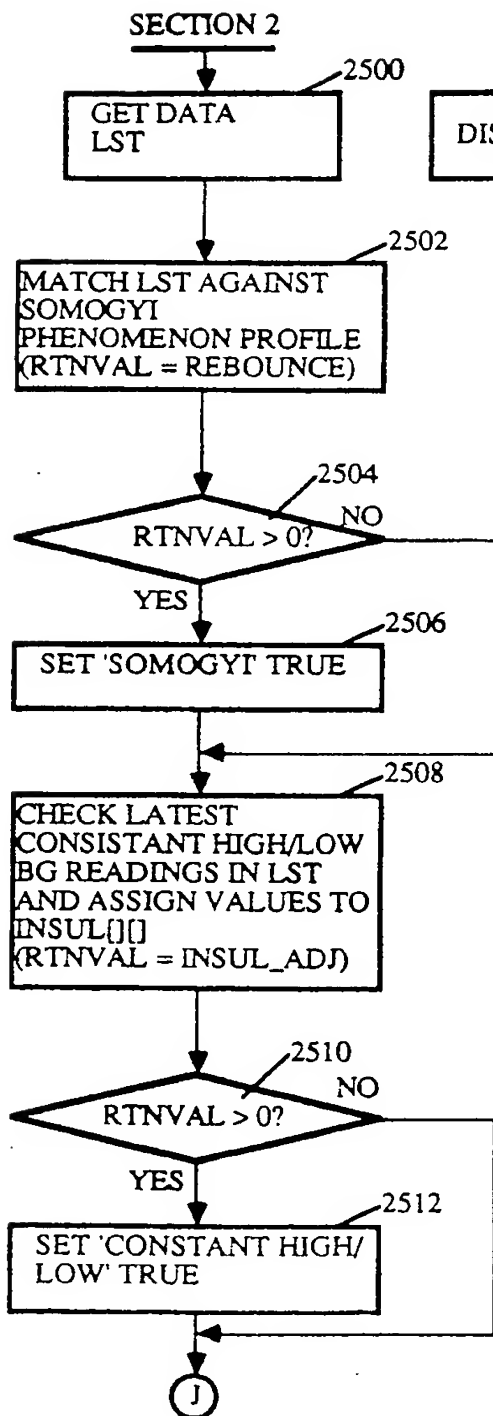 SECTION 2
2500
GET DATA
LST
DIS
2502
MATCH LST AGAINST
SOMOGYI
PHENOMENON PROFILE
(RTNVAL = REBOUNCE)
2504
RTNVAL > 0?
NO
YES
2506
SET 'SOMOGYI' TRUE
2508
CHECK LATEST
CONSISTANT HIGH/LOW
BG READINGS IN LST
AND ASSIGN VALUES TO
INSUL[][]
(RTNVAL = INSUL_ADJ)
2510
RTNVAL > 0?
NO
YES
2512
SET 'CONSTANT HIGH/
LOW' TRUE
J